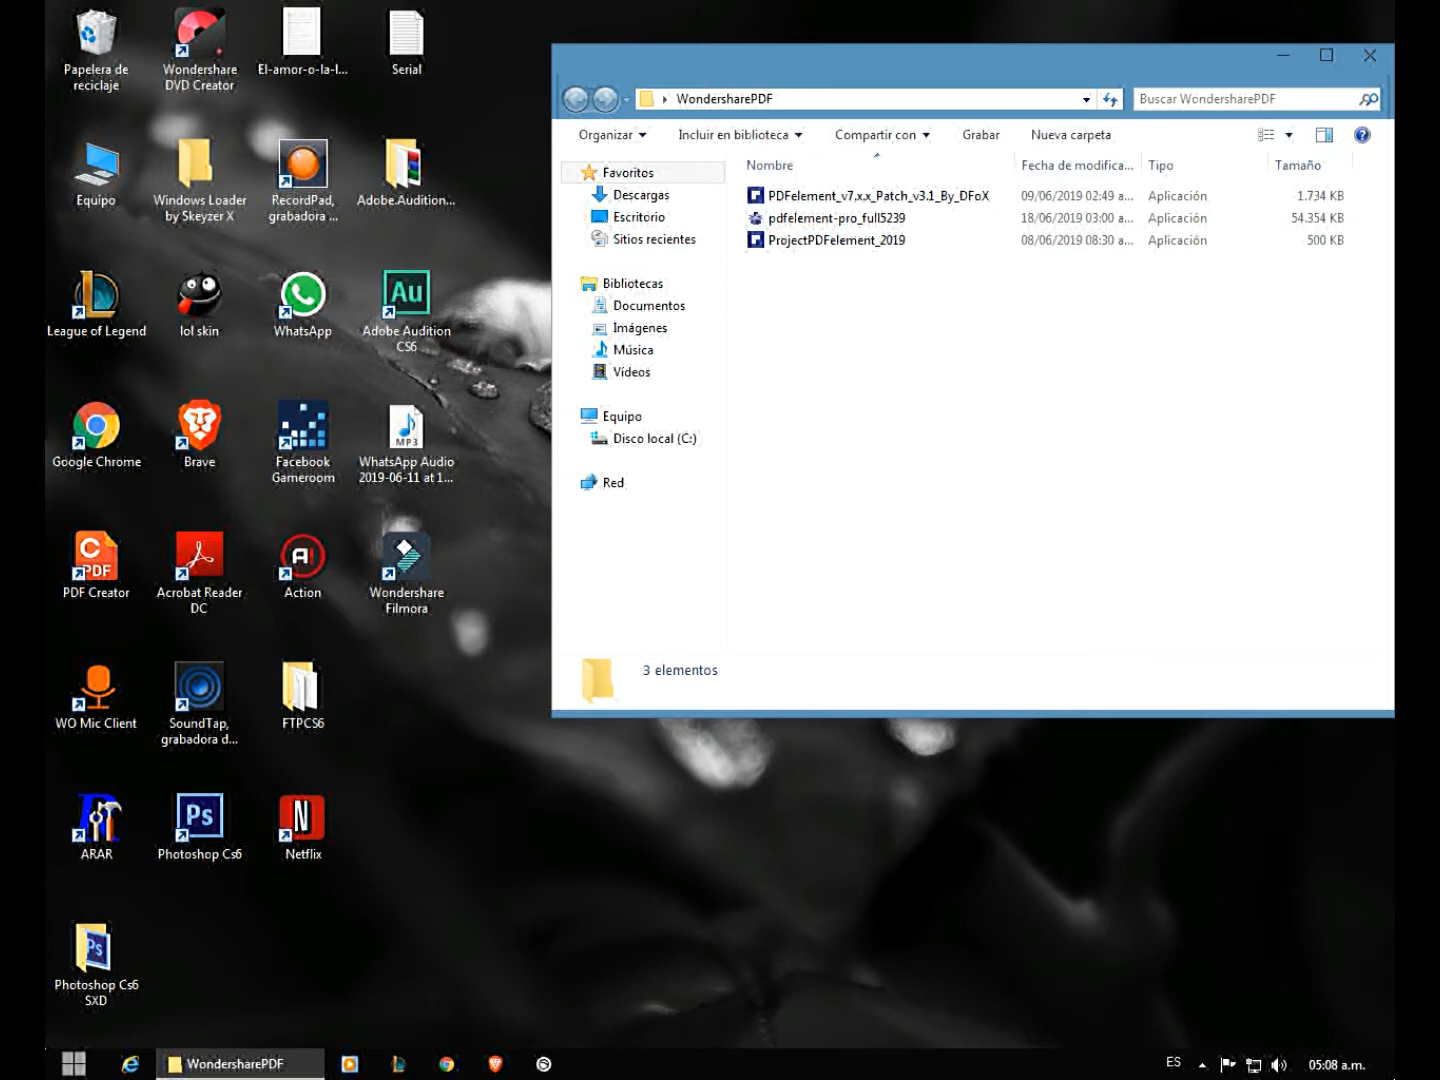 Papelera de
reciclaje
Wondershare
DVD Creator
El-amor-o-la-l...
Serial
Equipo
Windows Loader
by Skeyzer X
RecordPad,
grabadora ...
Adobe.Audition...
League of Legend
lol skin
WhatsApp
Au
Adobe Audition
CS6
Google Chrome
Brave
Facebook
Gameroom
MP3
WhatsApp Audio
2019-06-11 at 1...
C
PDF
PDF Creator
Acrobat Reader
DC
A!
Action
Wondershare
Filmora
WO Mic Client
SoundTap,
grabadora d...
FTPCS6
ARAR
Ps
Photoshop Cs6
N
Netflix
Ps
Photoshop Cs6
SXD
WondersharePDF
Buscar WondersharePDF
Organizar
Incluir en biblioteca
Compartir con
Grabar
Nueva carpeta
Favoritos
Descargas
Escritorio
Sitios recientes
Bibliotecas
Documentos
Imágenes
Música
Vídeos
Equipo
Disco local (C:)
Red
Nombre Fecha de modifica... Tipo Tamaño
PDFelement_v7.x.x_Patch_v3.1_By_DFoX 09/06/2019 02:49 a... Aplicación 1.734 KB
pdfelement-pro_full5239 18/06/2019 03:00 a... Aplicación 54.354 KB
ProjectPDFelement_2019 08/06/2019 08:30 a... Aplicación 500 KB
3 elementos
WondersharePDF
ES
05:08 a.m.